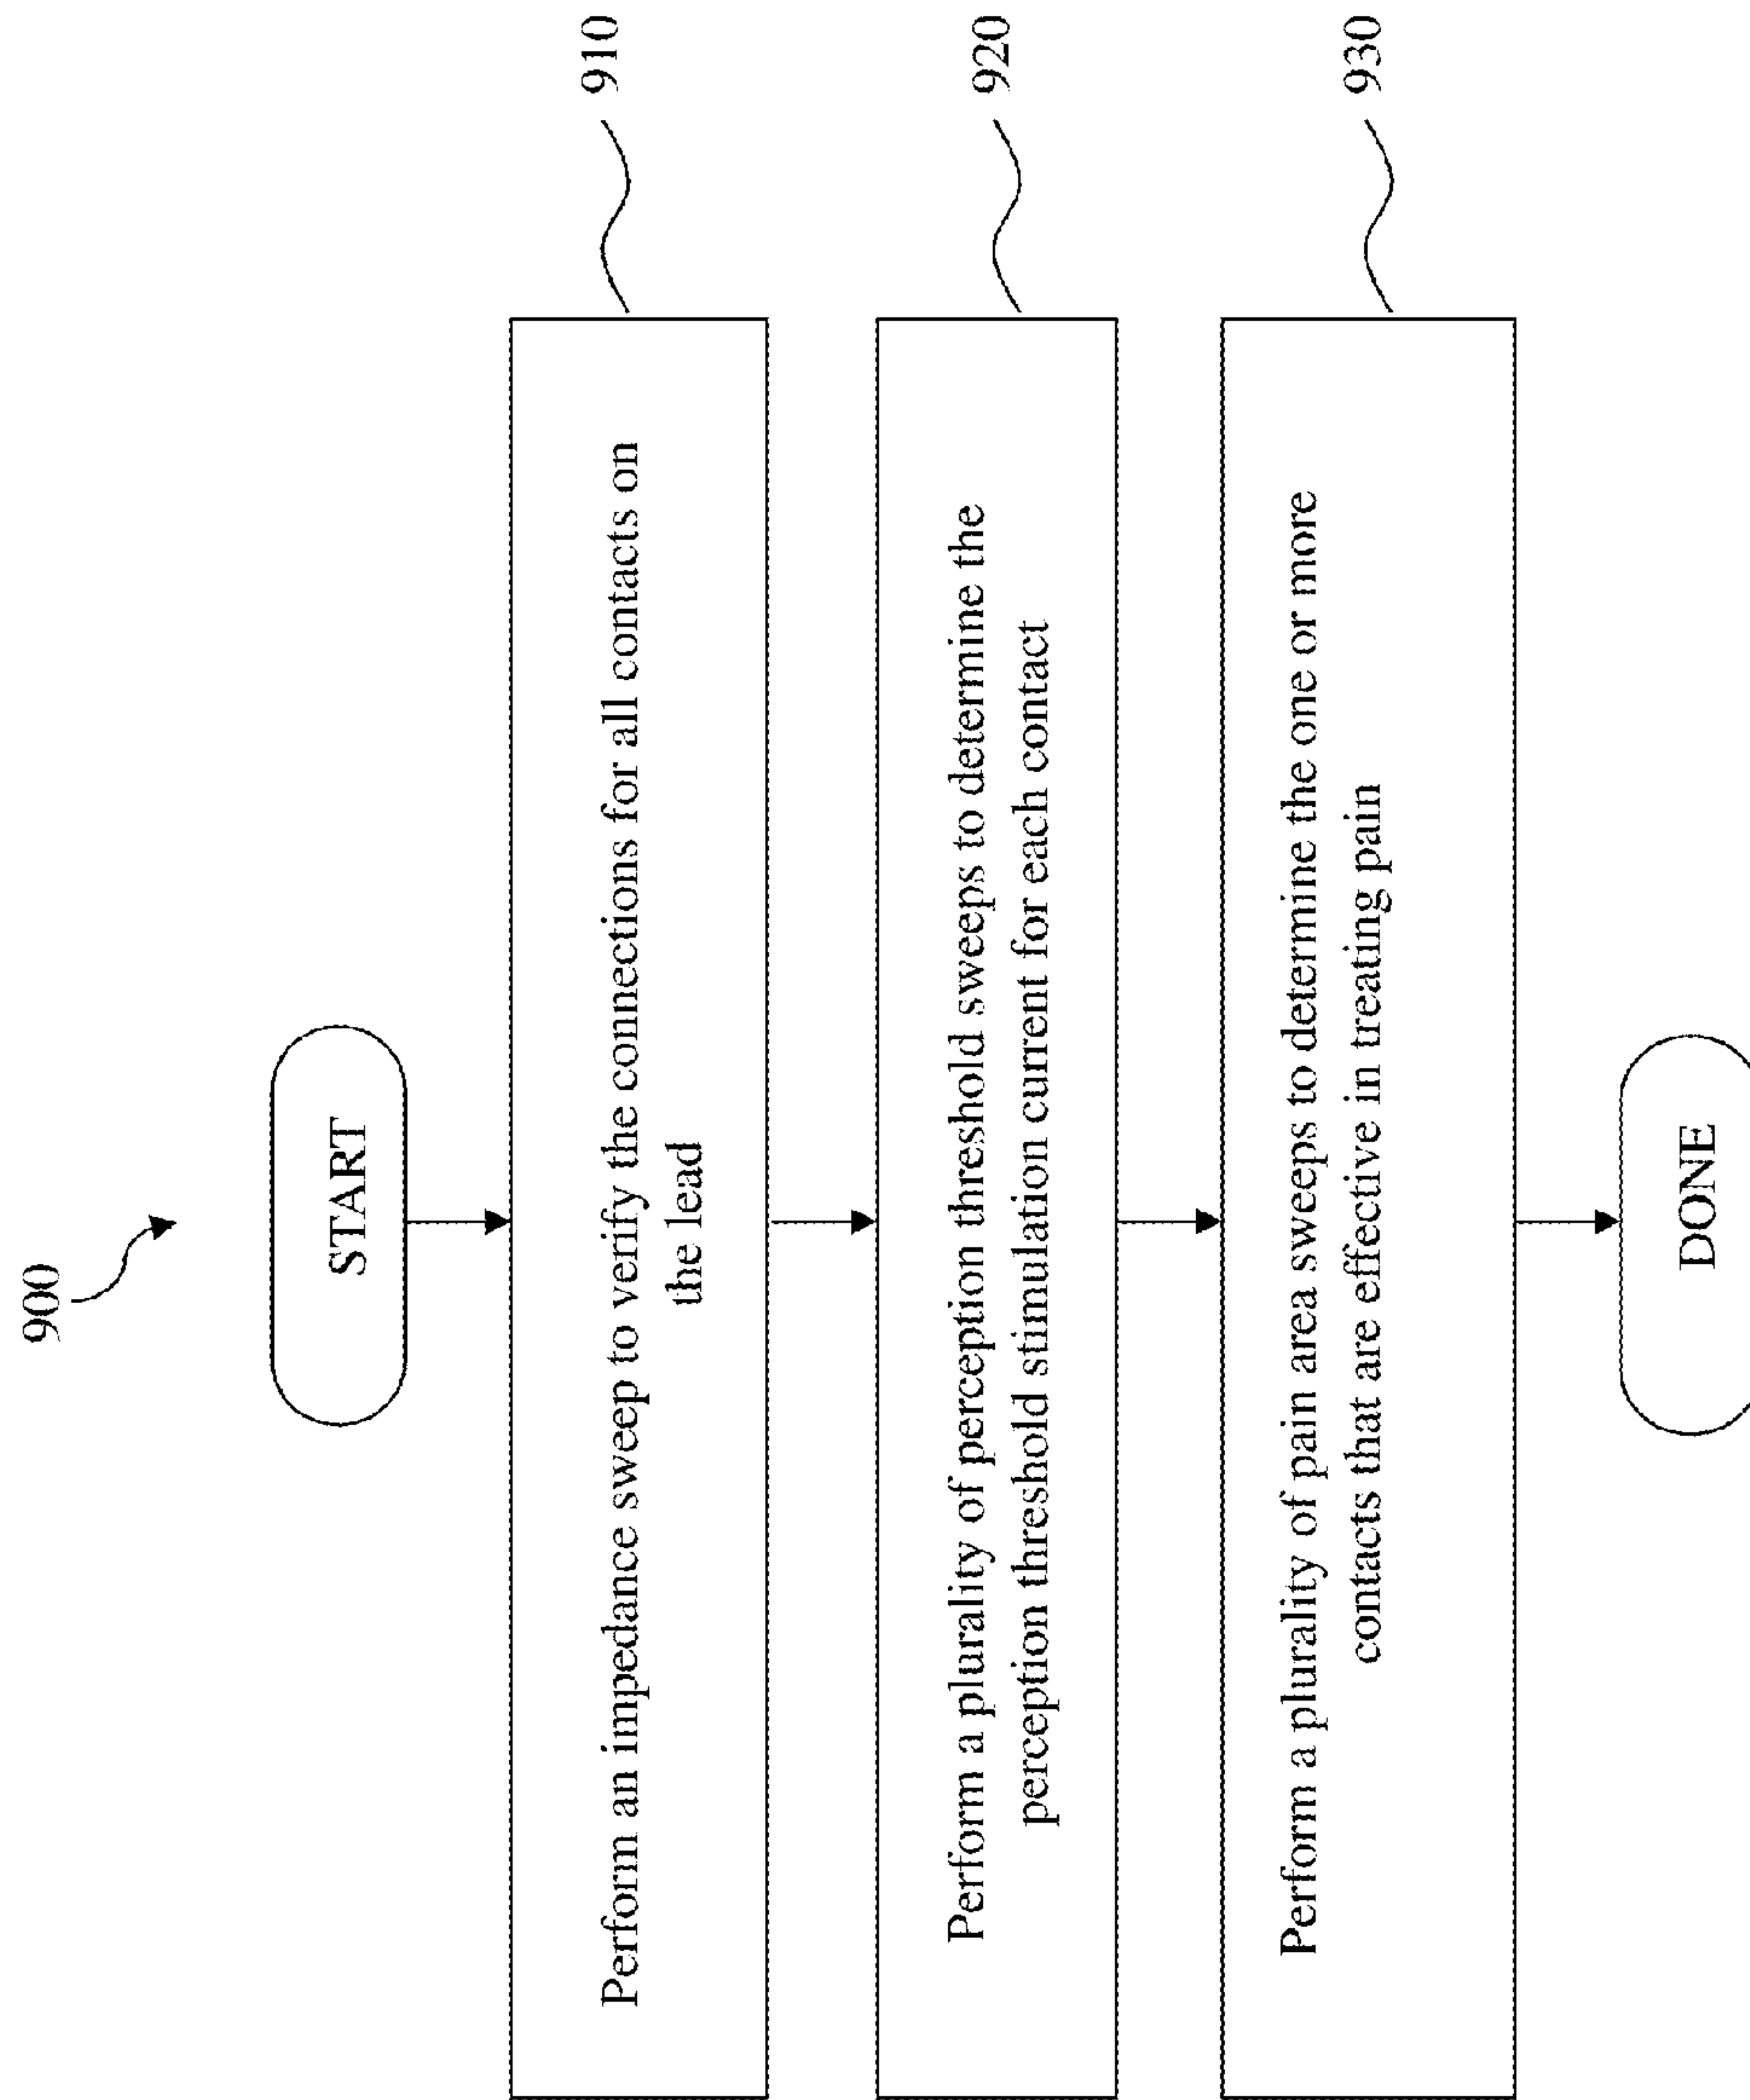 900
START
Perform an impedance sweep to verify the connections for all contacts on
the lead
910
Perform a plurality of perception threshold sweeps to determine the
perception threshold stimulation current for each contact
920
Perform a plurality of pain area sweeps to determine the one or more
contacts that are effective in treating pain
930
DONE